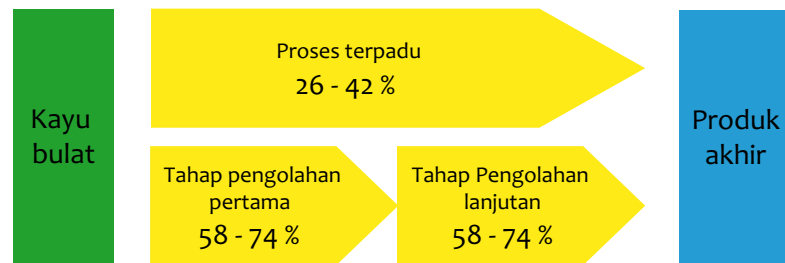 Kayu
bulat
Proses terpadu
26 - 42 %
Tahap pengolahan
pertama
58 - 74 %
Tahap Pengolahan
lanjutan
58 - 74 %
Produk
akhir